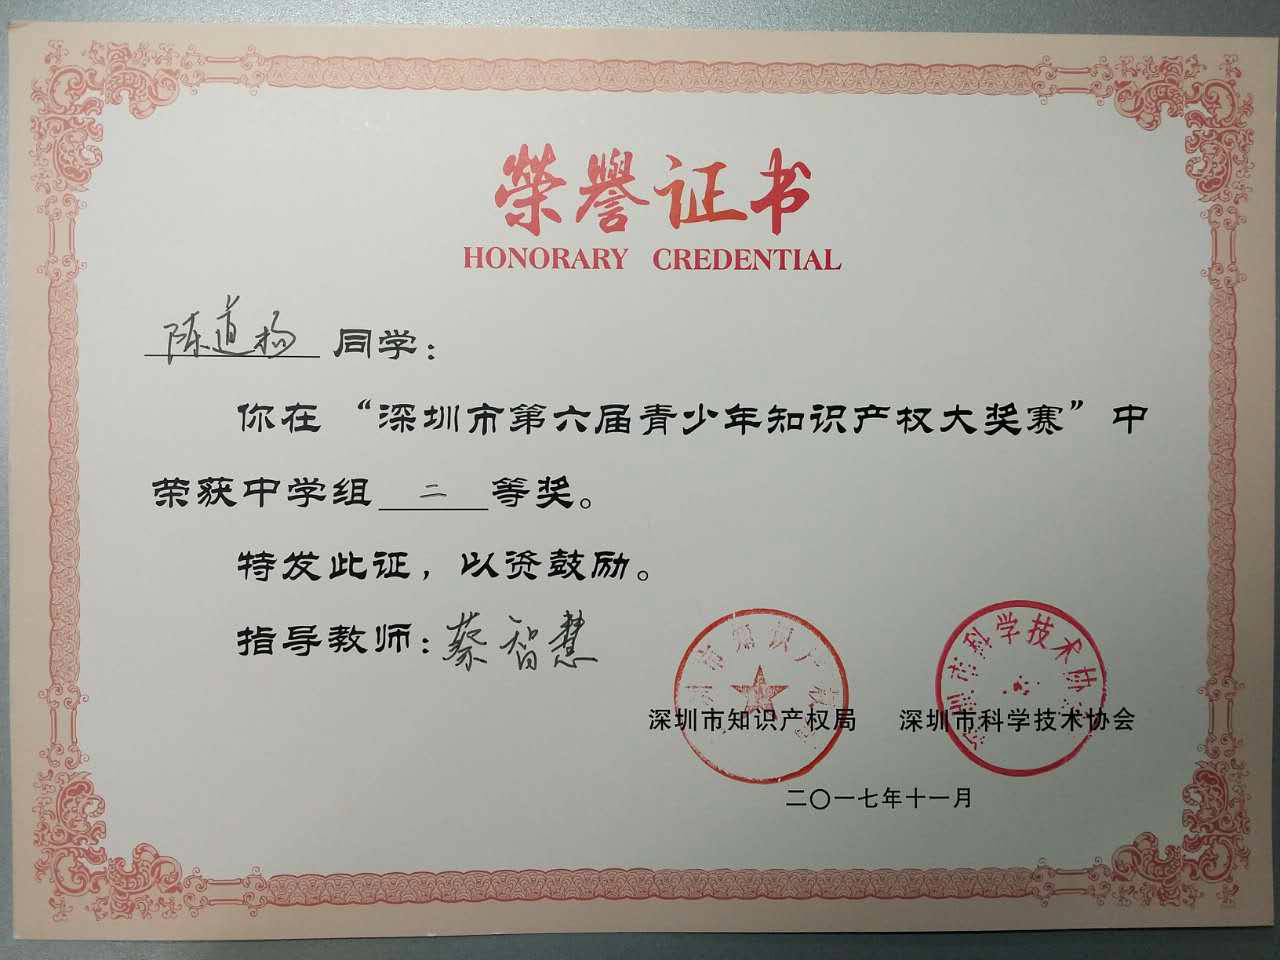 榮譽证书
HONORARY CREDENTIAL
陈道杨 同学：
你在“深圳市第六届青少年知识产权大奖赛”中
荣获中学组 二 等奖。
特发此证，以资鼓励。
指导教师：蔡智慧
深圳市知识产权局 深圳市科学技术协会
二〇一七年十一月